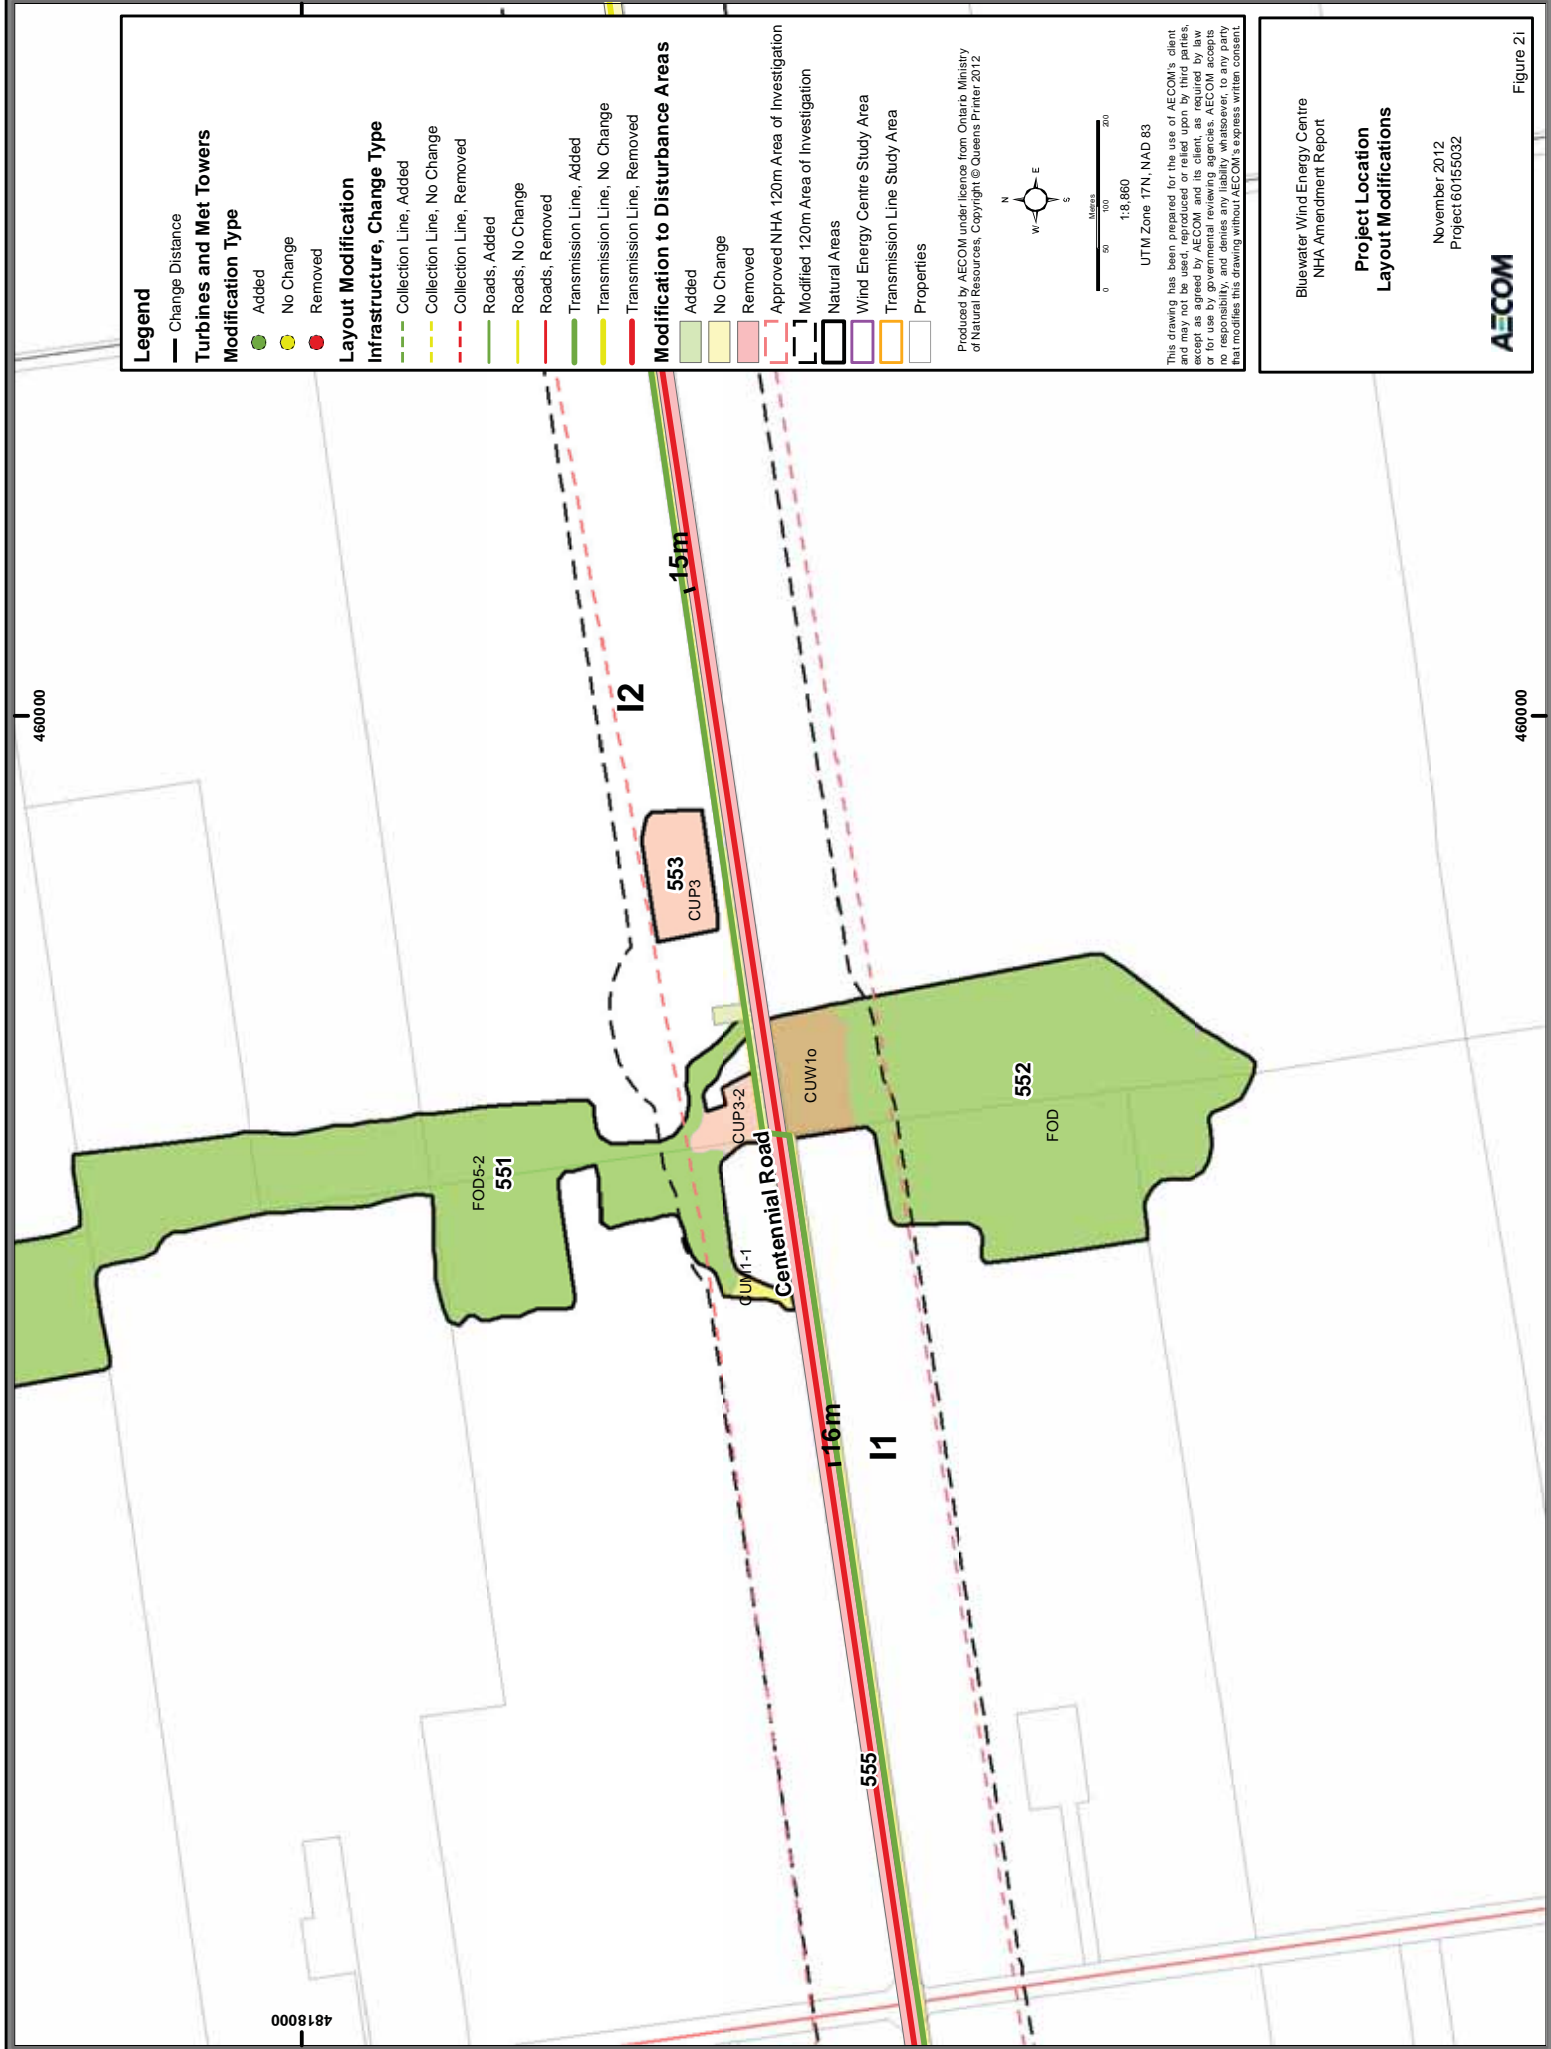 460000
4818000
FOD5-2
551
I2
15m
553
CUP3
CUP3-2
CUM1-1
Centennial Road
CUW1o
552
FOD
16m
I1
555
460000
Legend
Change Distance
Turbines and Met Towers
Modification Type
Added
No Change
Removed
Layout Modification
Infrastructure, Change Type
Collection Line, Added
Collection Line, No Change
Collection Line, Removed
Roads, Added
Roads, No Change
Roads, Removed
Transmission Line, Added
Transmission Line, No Change
Transmission Line, Removed
Modification to Disturbance Areas
Added
No Change
Removed
Approved NHA 120m Area of Investigation
Modified 120m Area of Investigation
Natural Areas
Wind Energy Centre Study Area
Transmission Line Study Area
Properties
Produced by AECOM under licence from Ontario Ministry
of Natural Resources, Copyright © Queens Printer 2012
N
W E
S
Metres
0 50 100 200
1:8,860
UTM Zone 17N, NAD 83
This drawing has been prepared for the use of AECOM's client
and may not be used, reproduced or relied upon by third parties,
except as agreed by AECOM and its client, as required by law
or for use by governmental reviewing agencies. AECOM accepts
no responsibility, and denies any liability whatsoever, to any party
that modifies this drawing without AECOM's express written consent.
Bluewater Wind Energy Centre
NHA Amendment Report
Project Location
Layout Modifications
November 2012
Project 60155032
AECOM
Figure 2i